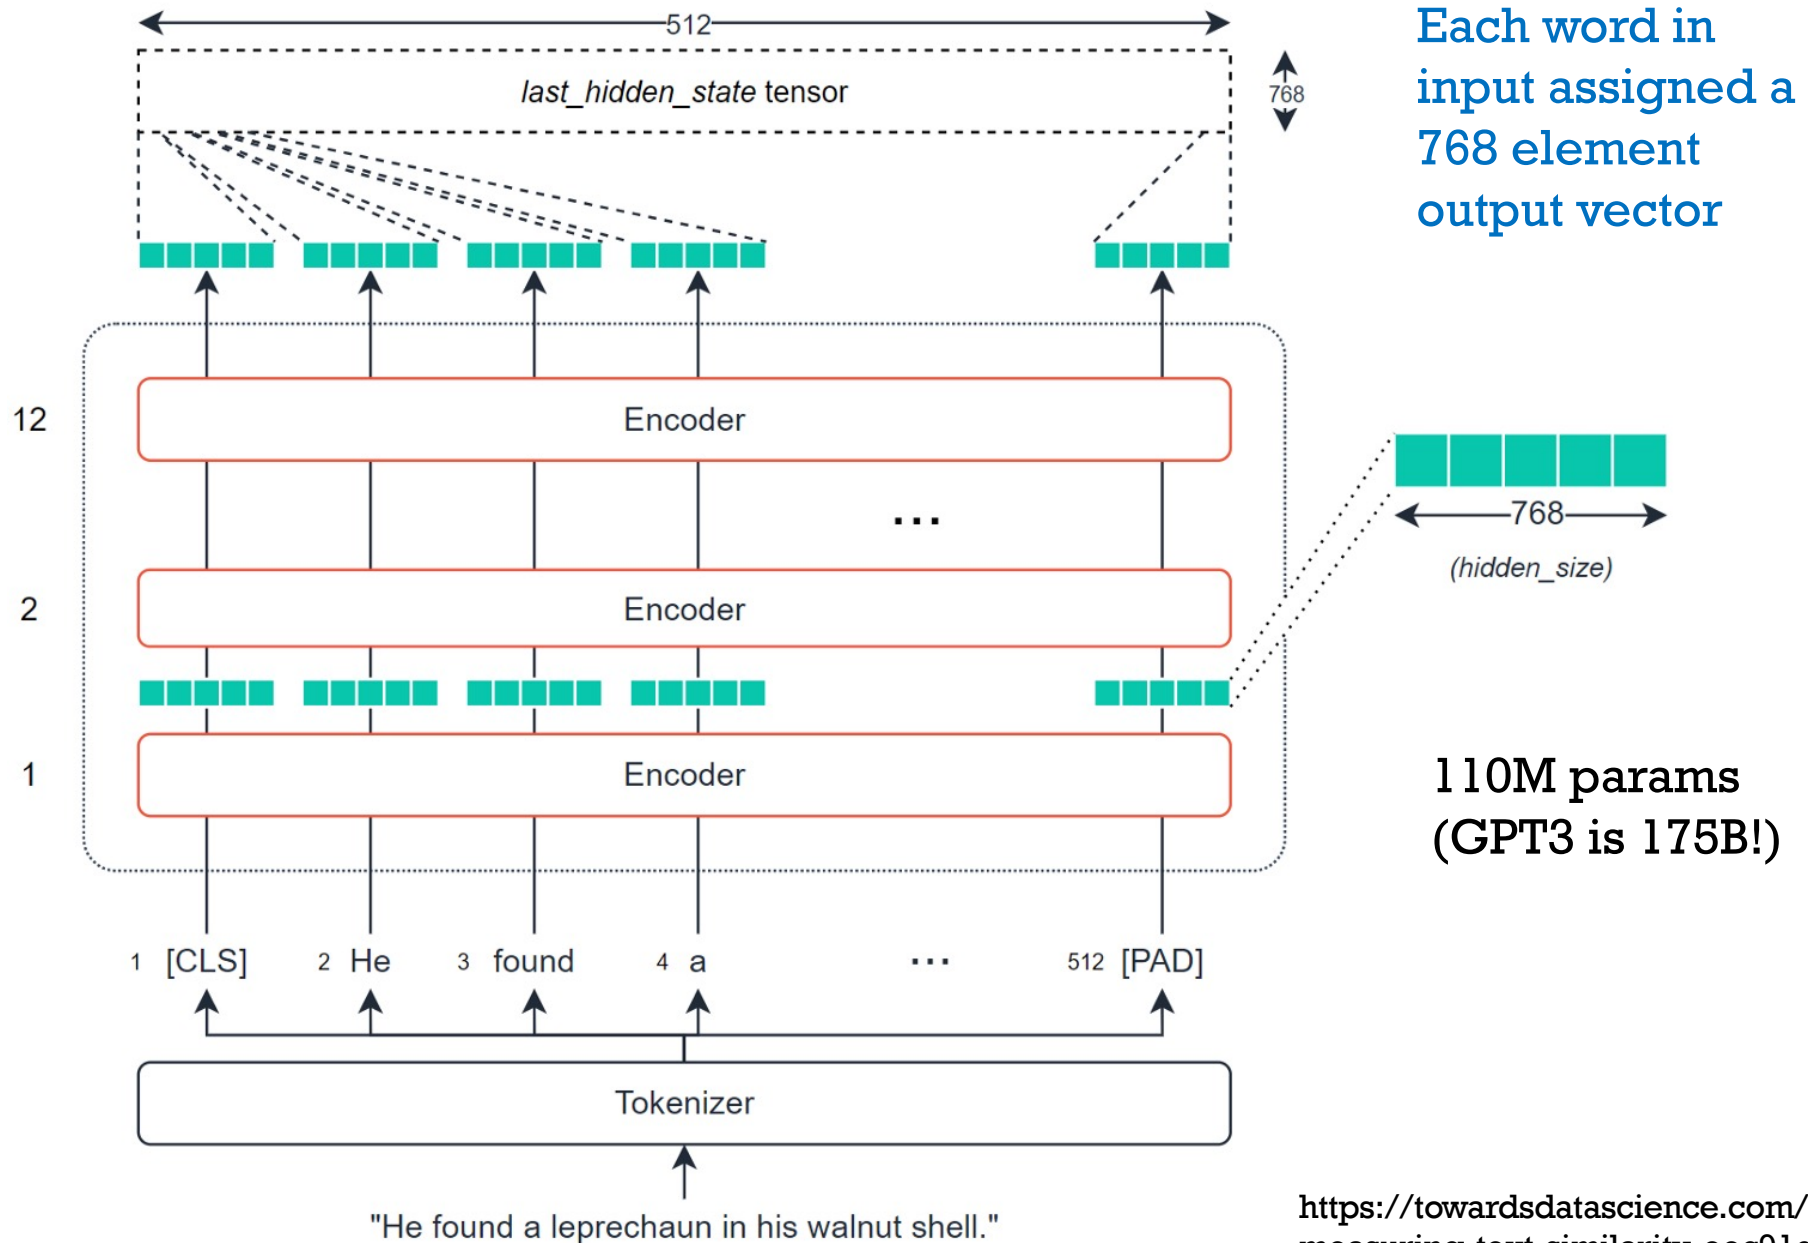 512
Each word in
input assigned a
768 element
output vector
last_hidden_state tensor
768
12
Encoder
...
768
(hidden_size)
2
Encoder
1
Encoder
110M params
(GPT3 is 175B!)
1 [CLS] 2 He 3 found 4 a ... 512 [PAD]
Tokenizer
"He found a leprechaun in his walnut shell."
https://towardsdatascience.com/